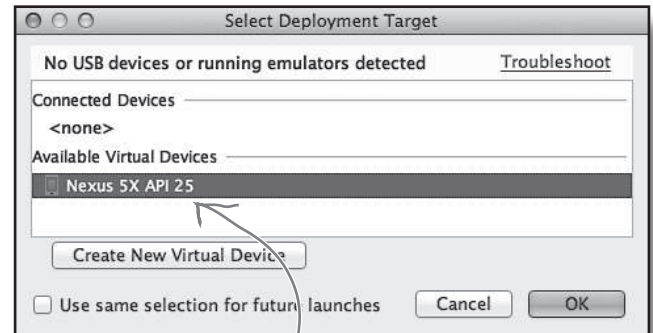 Select Deployment Target
No USB devices or running emulators detected Troubleshoot
Connected Devices
<none>
Available Virtual Devices
Nexus 5X API 25
Create New Virtual Device
Use same selection for future launches Cancel OK